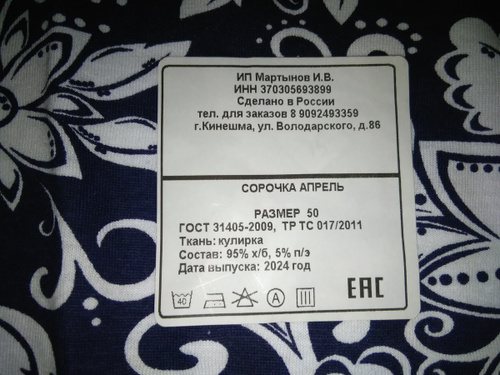 ИП Мартынов И.В.
ИНН 370305693899
Сделано в России
тел. для заказов 8 9092493359
г.Кинешма, ул. Володарского, д.86
СОРОЧКА АПРЕЛЬ
РАЗМЕР 50
ГОСТ 31405-2009, ТР ТС 017/2011
Ткань: кулирка
Состав: 95% х/б, 5% п/э
Дата выпуска: 2024 год
40 А EAC